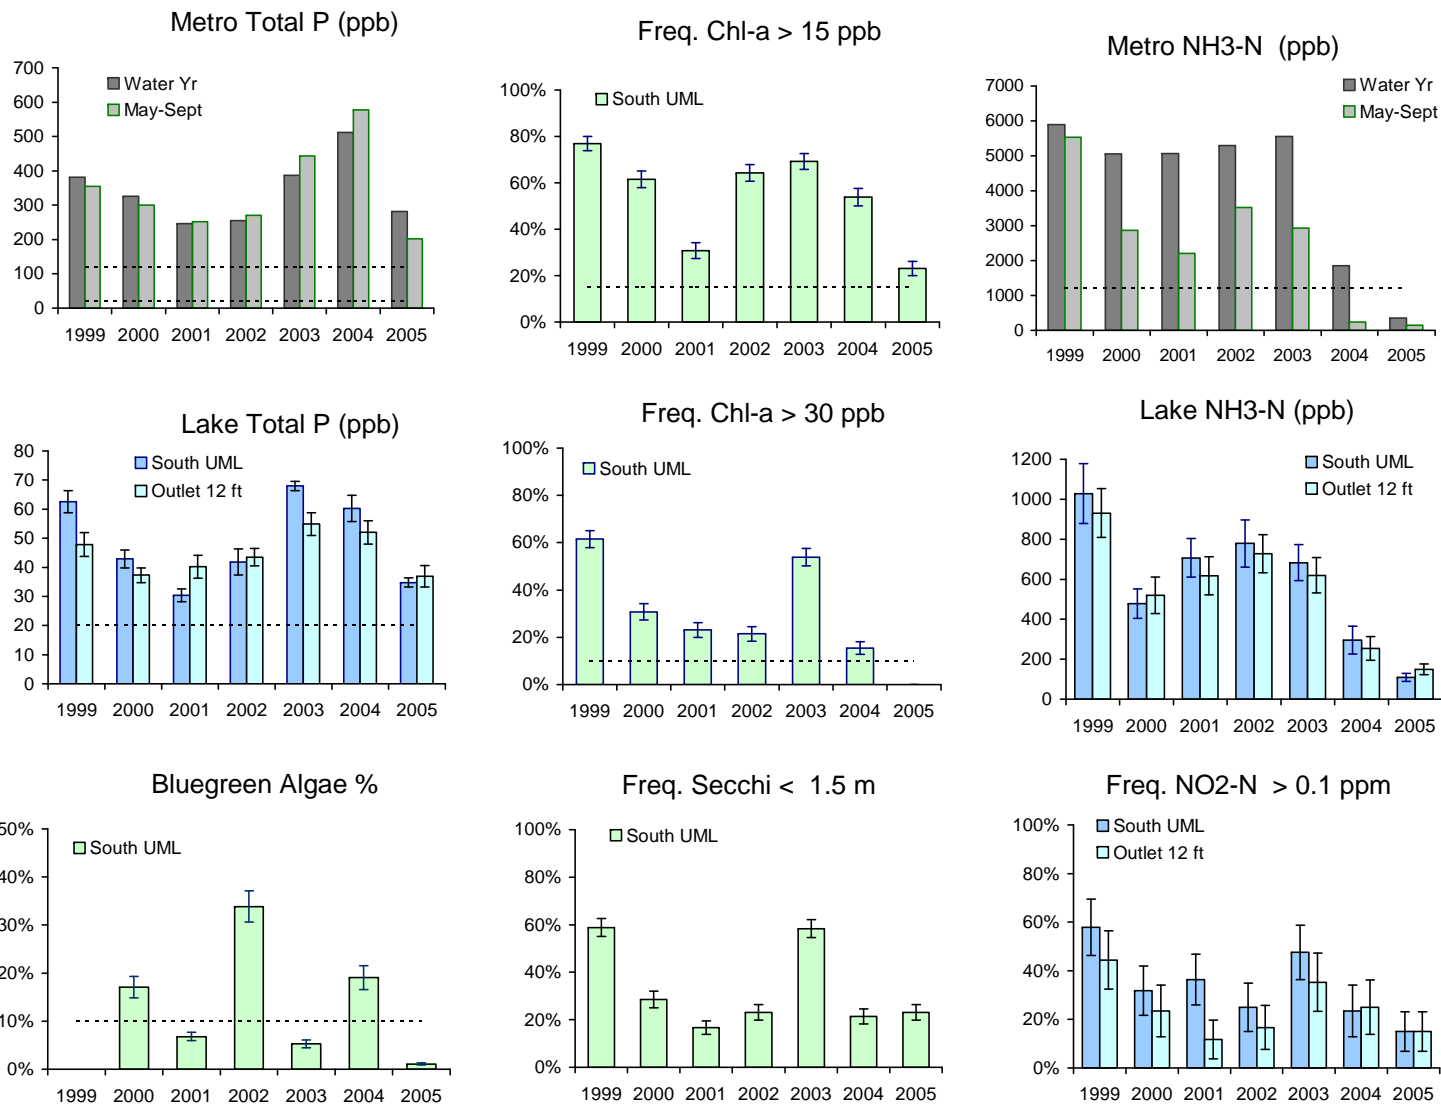 Metro Total P (ppb)
700
600
500
400
300
200
100
0
Water Yr
May-Sept
1999 2000 2001 2002 2003 2004 2005
Freq. Chl-a > 15 ppb
100%
80%
60%
40%
20%
0%
South UML
1999 2000 2001 2002 2003 2004 2005
Metro NH3-N (ppb)
7000
6000
5000
4000
3000
2000
1000
0
Water Yr
May-Sept
1999 2000 2001 2002 2003 2004 2005
Lake Total P (ppb)
80
70
60
50
40
30
20
10
0
South UML
Outlet 12 ft
1999 2000 2001 2002 2003 2004 2005
Freq. Chl-a > 30 ppb
100%
80%
60%
40%
20%
0%
South UML
1999 2000 2001 2002 2003 2004 2005
Lake NH3-N (ppb)
1200
1000
800
600
400
200
0
South UML
Outlet 12 ft
1999 2000 2001 2002 2003 2004 2005
Bluegreen Algae %
50%
40%
30%
20%
10%
0%
South UML
1999 2000 2001 2002 2003 2004 2005
Freq. Secchi < 1.5 m
100%
80%
60%
40%
20%
0%
South UML
1999 2000 2001 2002 2003 2004 2005
Freq. NO2-N > 0.1 ppm
100%
80%
60%
40%
20%
0%
South UML
Outlet 12 ft
1999 2000 2001 2002 2003 2004 2005